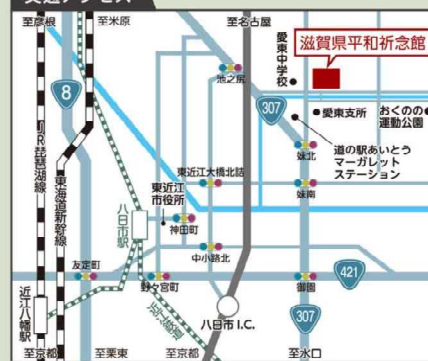 交通アクセス
至彦根
至米原
至名古屋
滋賀県平和祈念館
愛東中学校
池之尻
8
307
愛東支所
おくのの
運動公園
道の駅あいとう
マーガレット
ステーション
妹北
JR琵琶湖線
東海道新幹線
東近江大橋北詰
妹南
東近江
市役所
八日市駅
神田町
中小路北
友定町
野々宮町
421
御園
近江鉄道
近江八幡駅
八日市 I.C.
307
至京都
至栗東
至京都
至水口